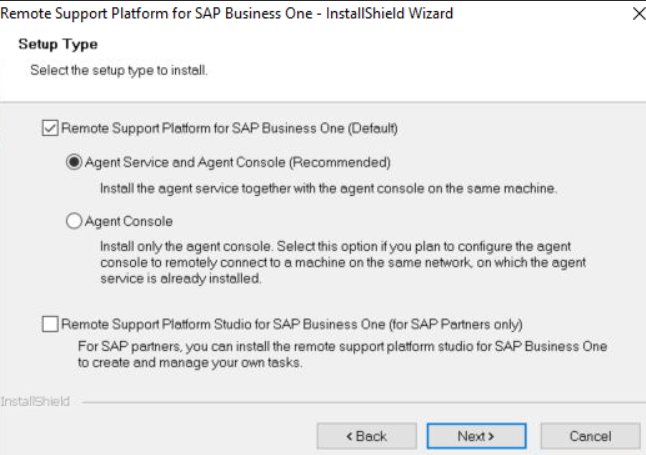 Remote Support Platform for SAP Business One - InstallShield Wizard
Setup Type
Select the setup type to install.
Remote Support Platform for SAP Business One (Default)
Agent Service and Agent Console (Recommended)
Install the agent service together with the agent console on the same machine.
Agent Console
Install only the agent console. Select this option if you plan to configure the agent
console to remotely connect to a machine on the same network, on which the agent
service is already installed.
Remote Support Platform Studio for SAP Business One (for SAP Partners only)
For SAP partners, you can install the remote support platform studio for SAP Business One
to create and manage your own tasks.
InstallShield
< Back
Next >
Cancel